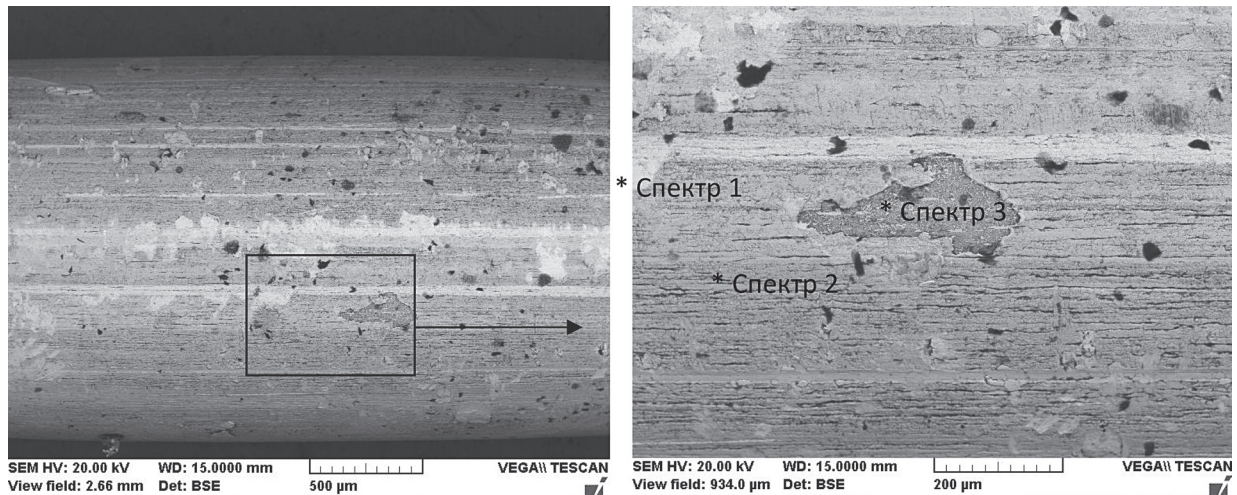 * Спектр 1
* Спектр 3
* Спектр 2
SEM HV: 20.00 kV WD: 15.0000 mm VEGA\\ TESCAN
View field: 2.66 mm Det: BSE 500 µm
SEM HV: 20.00 kV WD: 15.0000 mm VEGA\\ TESCAN
View field: 934.0 µm Det: BSE 200 µm